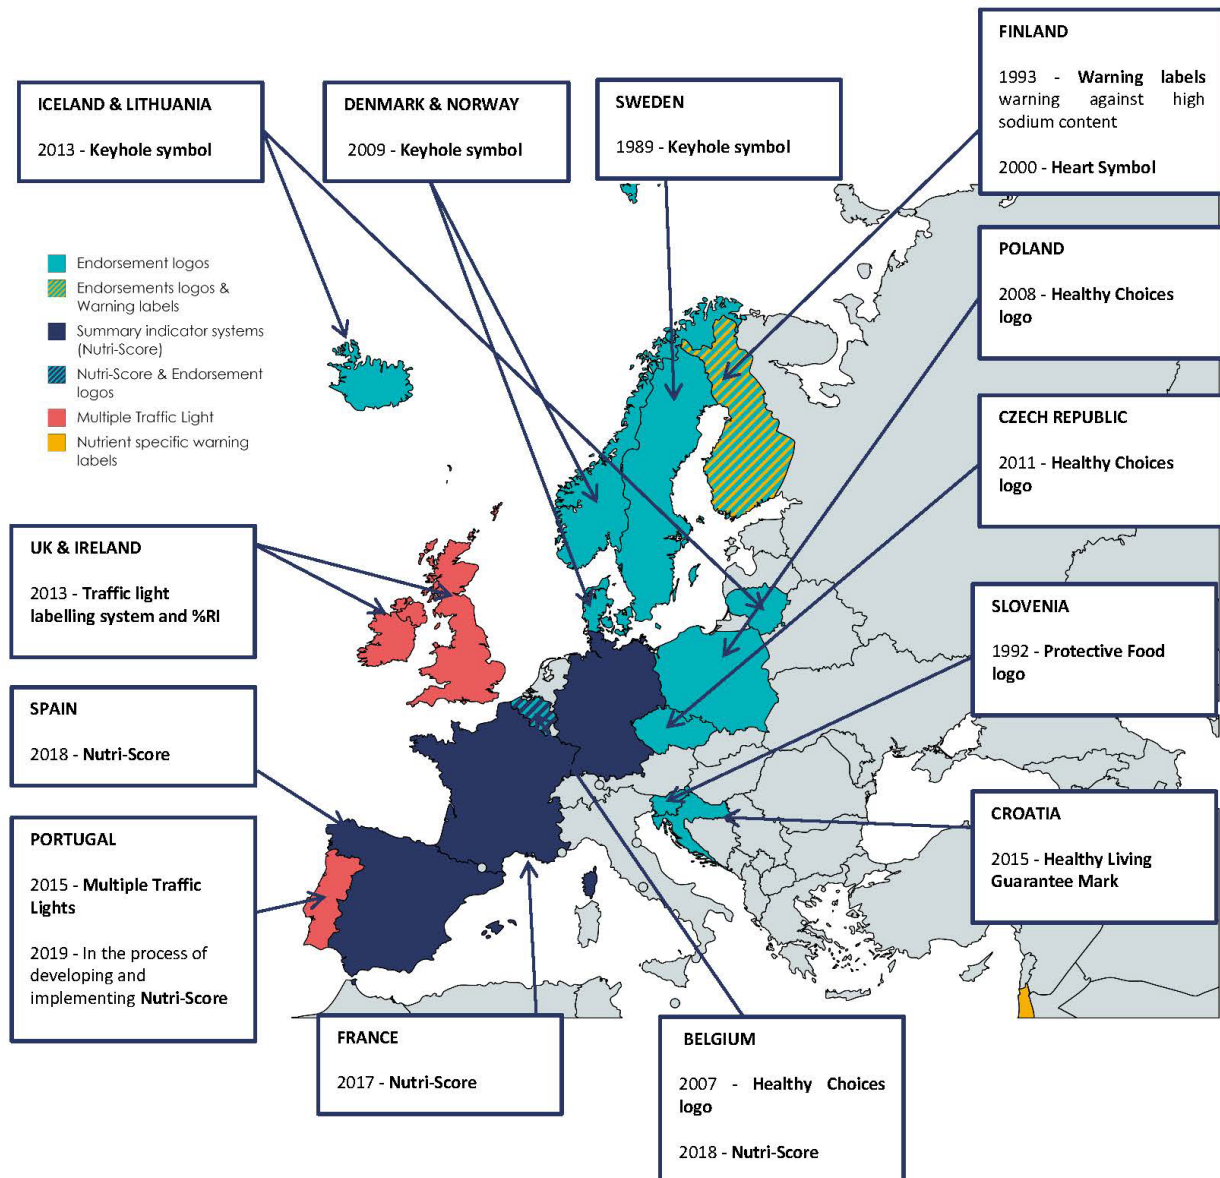 FINLAND
1993 - Warning labels
warning against high
sodium content
2000 - Heart Symbol
ICELAND & LITHUANIA
2013 - Keyhole symbol
DENMARK & NORWAY
2009 - Keyhole symbol
SWEDEN
1989 - Keyhole symbol
POLAND
2008 - Healthy Choices
logo
Endorsement logos
Endorsements logos &
Warning labels
Summary indicator systems
(Nutri-Score)
Nutri-Score & Endorsement
logos
Multiple Traffic Light
Nutrient specific warning
labels
CZECH REPUBLIC
2011 - Healthy Choices
logo
UK & IRELAND
2013 - Traffic light
labelling system and %RI
SLOVENIA
1992 - Protective Food
logo
SPAIN
2018 - Nutri-Score
CROATIA
2015 - Healthy Living
Guarantee Mark
PORTUGAL
2015 - Multiple Traffic
Lights
2019 - In the process of
developing and
implementing Nutri-Score
FRANCE
2017 - Nutri-Score
BELGIUM
2007 - Healthy Choices
logo
2018 - Nutri-Score